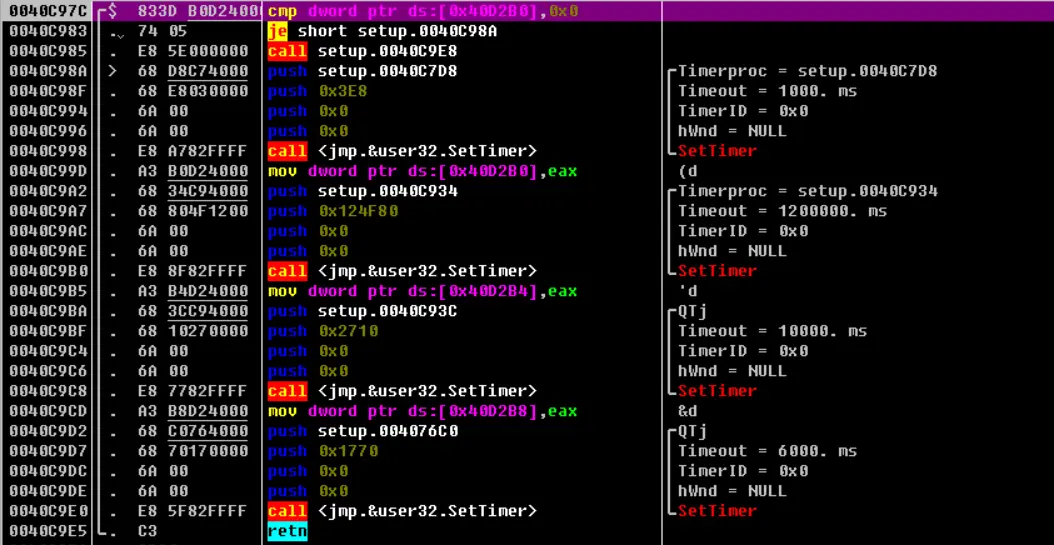 0040C97C $ 833D B0D2400 cmp dword ptr ds:[0x40D2B0],0x0
0040C983 . 74 05 je short setup.0040C98A
0040C985 . E8 5E000000 call setup.0040C9E8
0040C98A > 68 D8C74000 push setup.0040C7D8 Timerproc = setup.0040C7D8
0040C98F . 68 E8030000 push 0x3E8 Timeout = 1000. ms
0040C994 . 6A 00 push 0x0 TimerID = 0x0
0040C996 . 6A 00 push 0x0 hWnd = NULL
0040C998 . E8 A782FFFF call <jmp.&user32.SetTimer> SetTimer
0040C99D . A3 B0D24000 mov dword ptr ds:[0x40D2B0],eax (d
0040C9A2 . 68 34C94000 push setup.0040C934 Timerproc = setup.0040C934
0040C9A7 . 68 804F1200 push 0x124F80 Timeout = 1200000. ms
0040C9AC . 6A 00 push 0x0 TimerID = 0x0
0040C9AE . 6A 00 push 0x0 hWnd = NULL
0040C9B0 . E8 8F82FFFF call <jmp.&user32.SetTimer> SetTimer
0040C9B5 . A3 B4D24000 mov dword ptr ds:[0x40D2B4],eax 'd
0040C9BA . 68 3CC94000 push setup.0040C93C QTj
0040C9BF . 68 10270000 push 0x2710 Timeout = 10000. ms
0040C9C4 . 6A 00 push 0x0 TimerID = 0x0
0040C9C6 . 6A 00 push 0x0 hWnd = NULL
0040C9C8 . E8 7782FFFF call <jmp.&user32.SetTimer> SetTimer
0040C9CD . A3 B8D24000 mov dword ptr ds:[0x40D2B8],eax &d
0040C9D2 . 68 C0764000 push setup.004076C0 QTj
0040C9D7 . 68 70170000 push 0x1770 Timeout = 6000. ms
0040C9DC . 6A 00 push 0x0 TimerID = 0x0
0040C9DE . 6A 00 push 0x0 hWnd = NULL
0040C9E0 . E8 5F82FFFF call <jmp.&user32.SetTimer> SetTimer
0040C9E5 . C3 retn